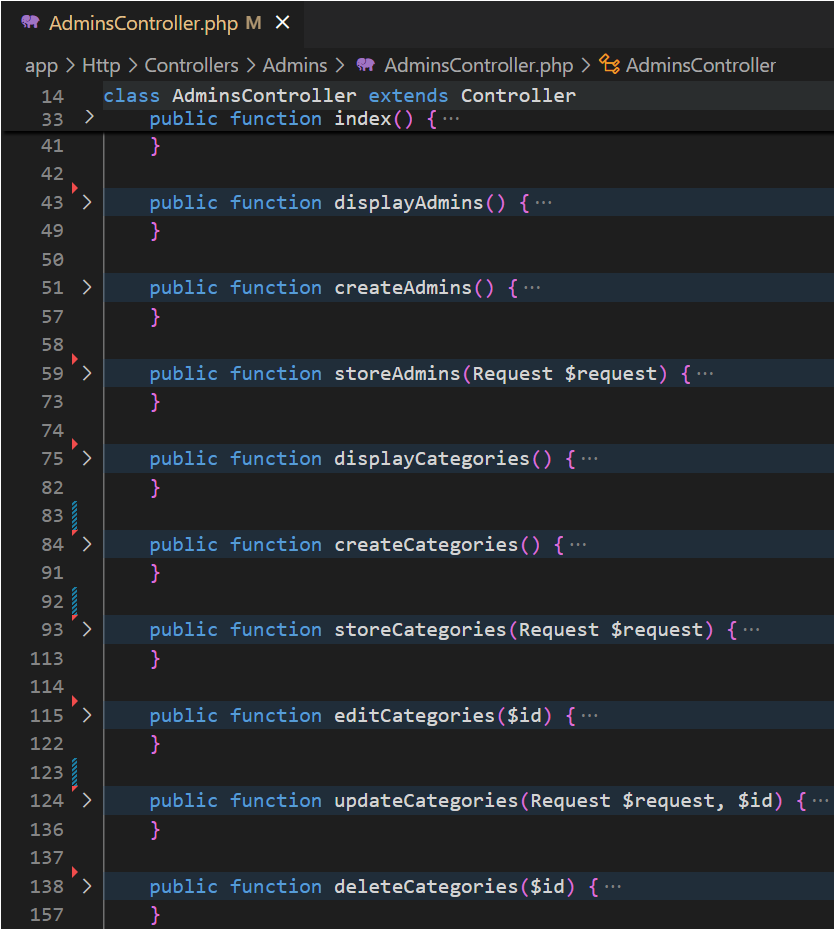 AdminsController.php M ×
app > Http > Controllers > Admins > AdminsController.php > AdminsController
14 class AdminsController extends Controller
33 > public function index() { ···
41 }
42
43 > public function displayAdmins() { ···
49 }
50
51 > public function createAdmins() { ···
57 }
58
59 > public function storeAdmins(Request $request) { ···
73 }
74
75 > public function displayCategories() { ···
82 }
83
84 > public function createCategories() { ···
91 }
92
93 > public function storeCategories(Request $request) { ···
113 }
114
115 > public function editCategories($id) { ···
122 }
123
124 > public function updateCategories(Request $request, $id) { ···
136 }
137
138 > public function deleteCategories($id) { ···
157 }